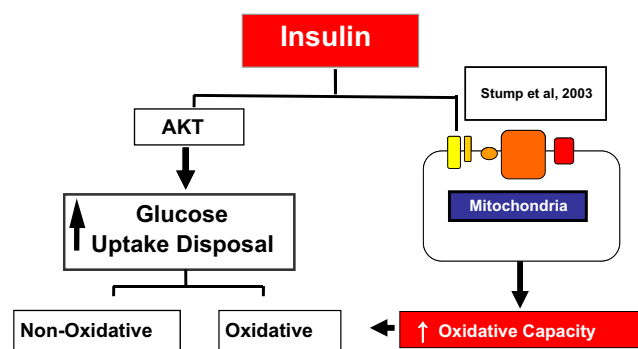 Insulin
Stump et al, 2003
AKT
Mitochondria
Glucose
Uptake Disposal
Non-Oxidative
Oxidative
↑ Oxidative Capacity